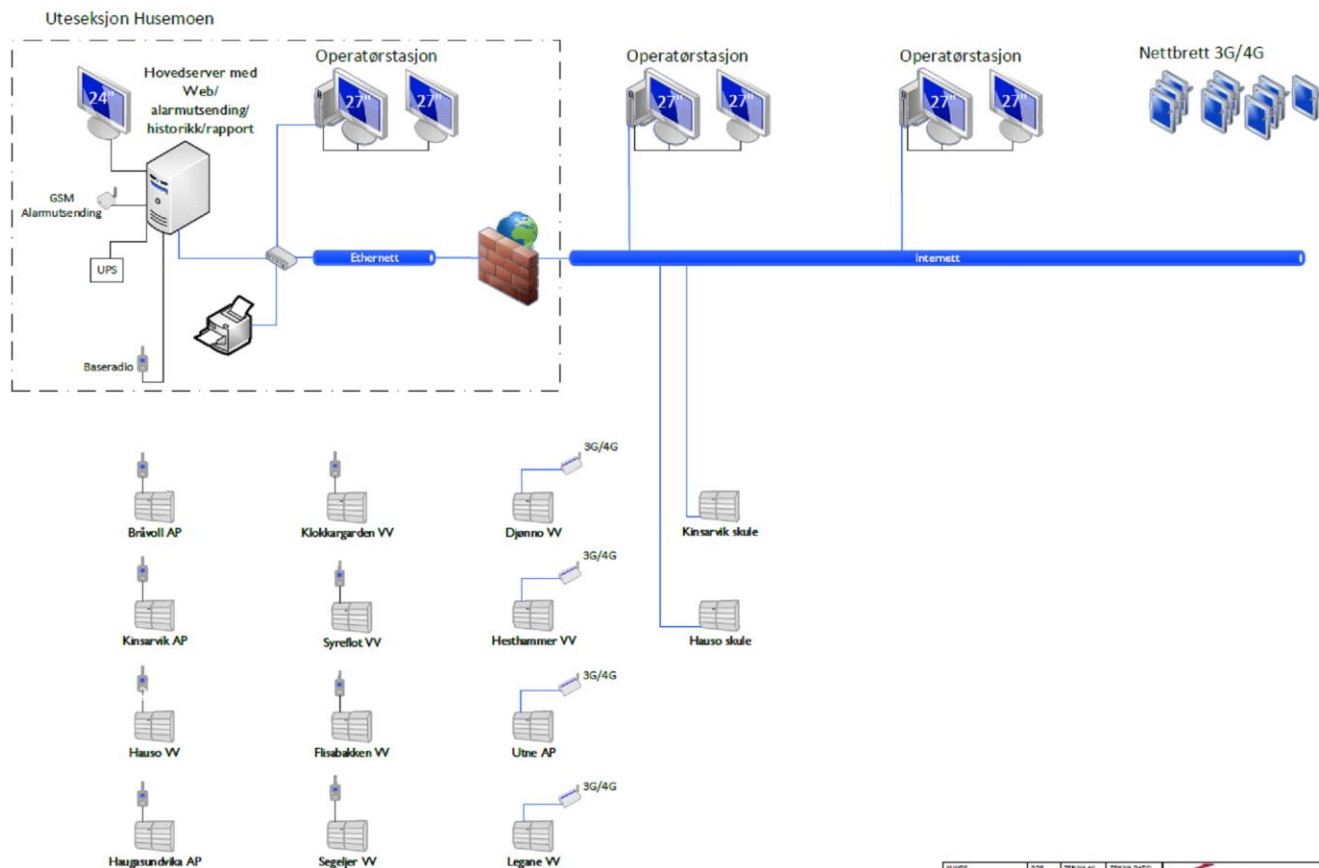 Uteseksjon Husemoen
Hovedserver med
Web/
alarmutsending/
historikk/rapport
24"
GSM
Alarmutsending
UPS
Baseradio
Operatørstasjon
27"
27"
Ethernett
Operatørstasjon
27"
27"
Operatørstasjon
27"
27"
Nettbrett 3G/4G
Internett
Bråvoll AP
Klokkargarden VV
3G/4G
Djønno VV
Kinsarvik skule
Kinsarvik AP
Syreflot VV
3G/4G
Hesthammer VV
Hauso skule
Hauso VV
Flisabakken VV
3G/4G
Utne AP
Haugasundvika AP
Segeljer VV
3G/4G
Legane VV